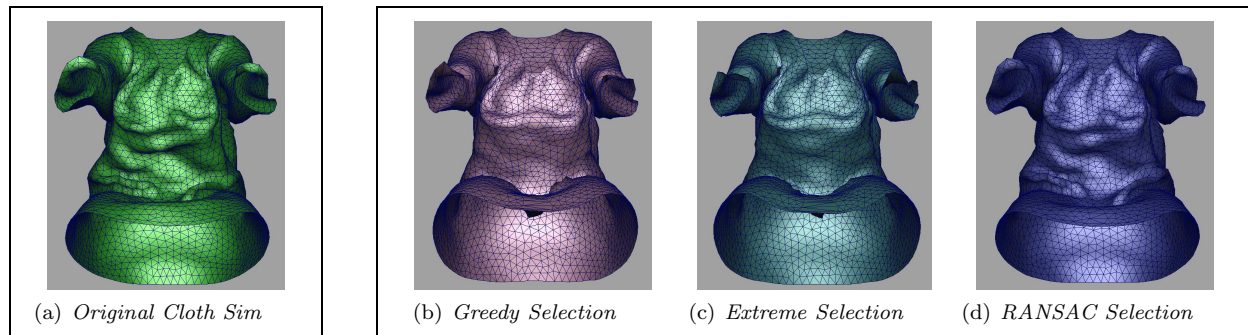 (a) Original Cloth Sim
(b) Greedy Selection
(c) Extreme Selection
(d) RANSAC Selection